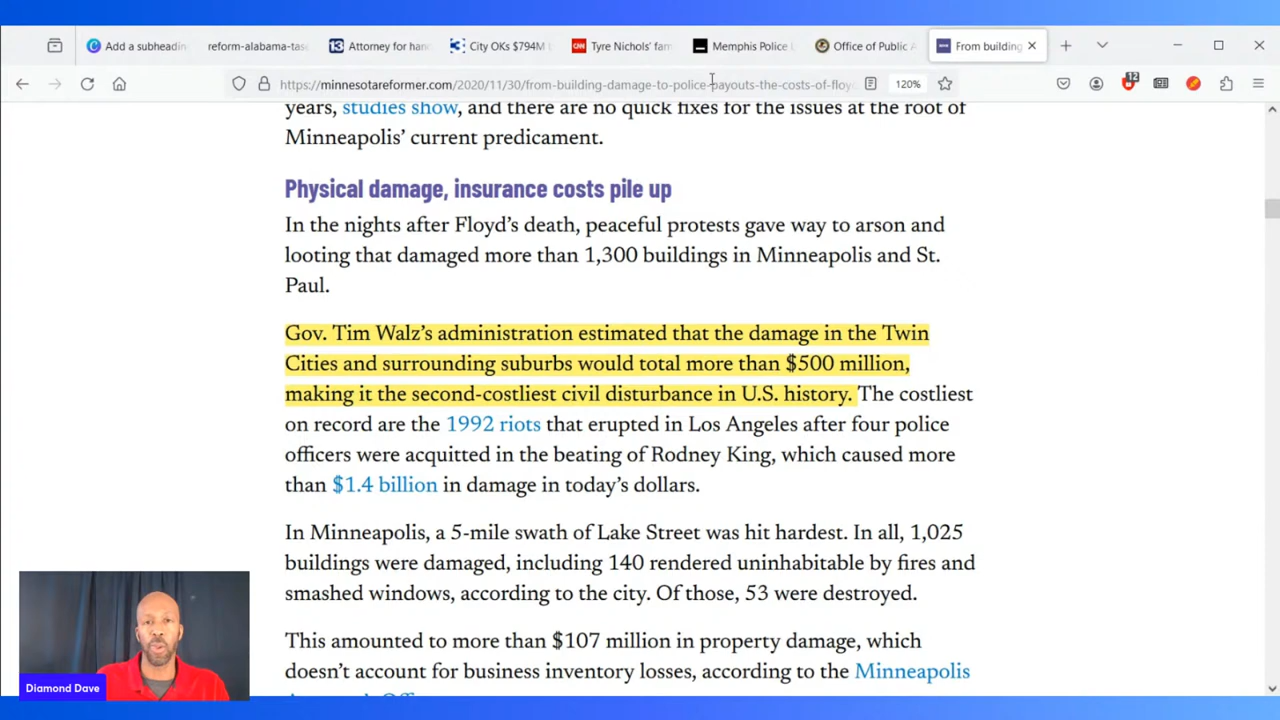 Add a subheadin
reform-alabama-tas
13 Attorney for han
City OKs $794M
CNN Tyre Nichols' fam
Memphis Police
Office of Public A
From building
https://minnesotareformer.com/2020/11/30/from-building-damage-to-police-payouts-the-costs-of-floy
120%
12
years, studies show, and there are no quick fixes for the issues at the root of
Minneapolis' current predicament.
Physical damage, insurance costs pile up
In the nights after Floyd's death, peaceful protests gave way to arson and
looting that damaged more than 1,300 buildings in Minneapolis and St.
Paul.
Gov. Tim Walz's administration estimated that the damage in the Twin
Cities and surrounding suburbs would total more than $500 million,
making it the second-costliest civil disturbance in U.S. history. The costliest
on record are the 1992 riots that erupted in Los Angeles after four police
officers were acquitted in the beating of Rodney King, which caused more
than $1.4 billion in damage in today's dollars.
In Minneapolis, a 5-mile swath of Lake Street was hit hardest. In all, 1,025
buildings were damaged, including 140 rendered uninhabitable by fires and
smashed windows, according to the city. Of those, 53 were destroyed.
This amounted to more than $107 million in property damage, which
doesn't account for business inventory losses, according to the Minneapolis
Diamond Dave